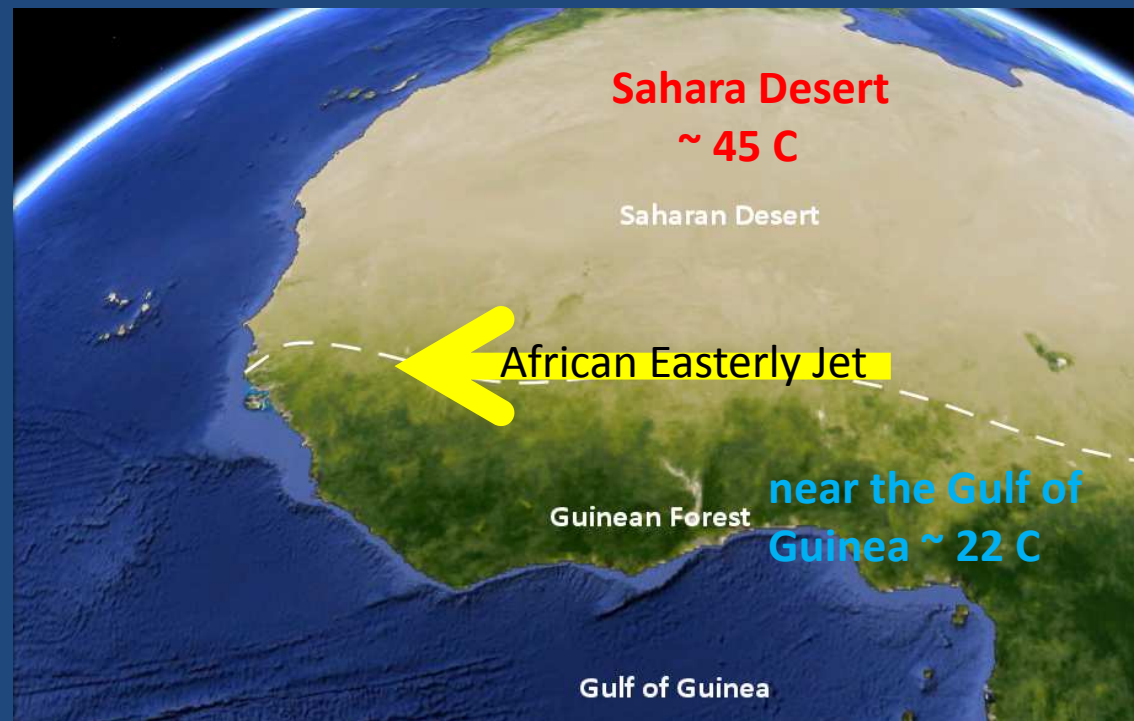 Sahara Desert
~ 45 C
Saharan Desert
African Easterly Jet
near the Gulf of
Guinea ~ 22 C
Guinean Forest
Gulf of Guinea